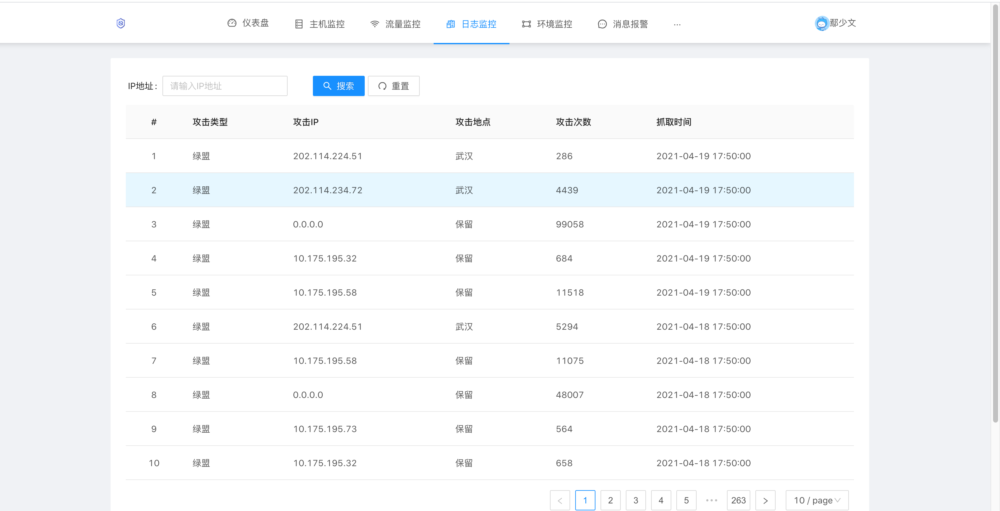 仪表盘 主机监控 流量监控 日志监控 环境监控 消息报警 ... 鄢少文
IP地址: 请输入IP地址 搜索 重置
# 攻击类型 攻击IP 攻击地点 攻击次数 抓取时间
1 绿盟 202.114.224.51 武汉 286 2021-04-19 17:50:00
2 绿盟 202.114.234.72 武汉 4439 2021-04-19 17:50:00
3 绿盟 0.0.0.0 保留 99058 2021-04-19 17:50:00
4 绿盟 10.175.195.32 保留 684 2021-04-19 17:50:00
5 绿盟 10.175.195.58 保留 11518 2021-04-19 17:50:00
6 绿盟 202.114.224.51 武汉 5294 2021-04-18 17:50:00
7 绿盟 10.175.195.58 保留 11075 2021-04-18 17:50:00
8 绿盟 0.0.0.0 保留 48007 2021-04-18 17:50:00
9 绿盟 10.175.195.73 保留 564 2021-04-18 17:50:00
10 绿盟 10.175.195.32 保留 658 2021-04-18 17:50:00
< 1 2 3 4 5 ••• 263 > 10 / page